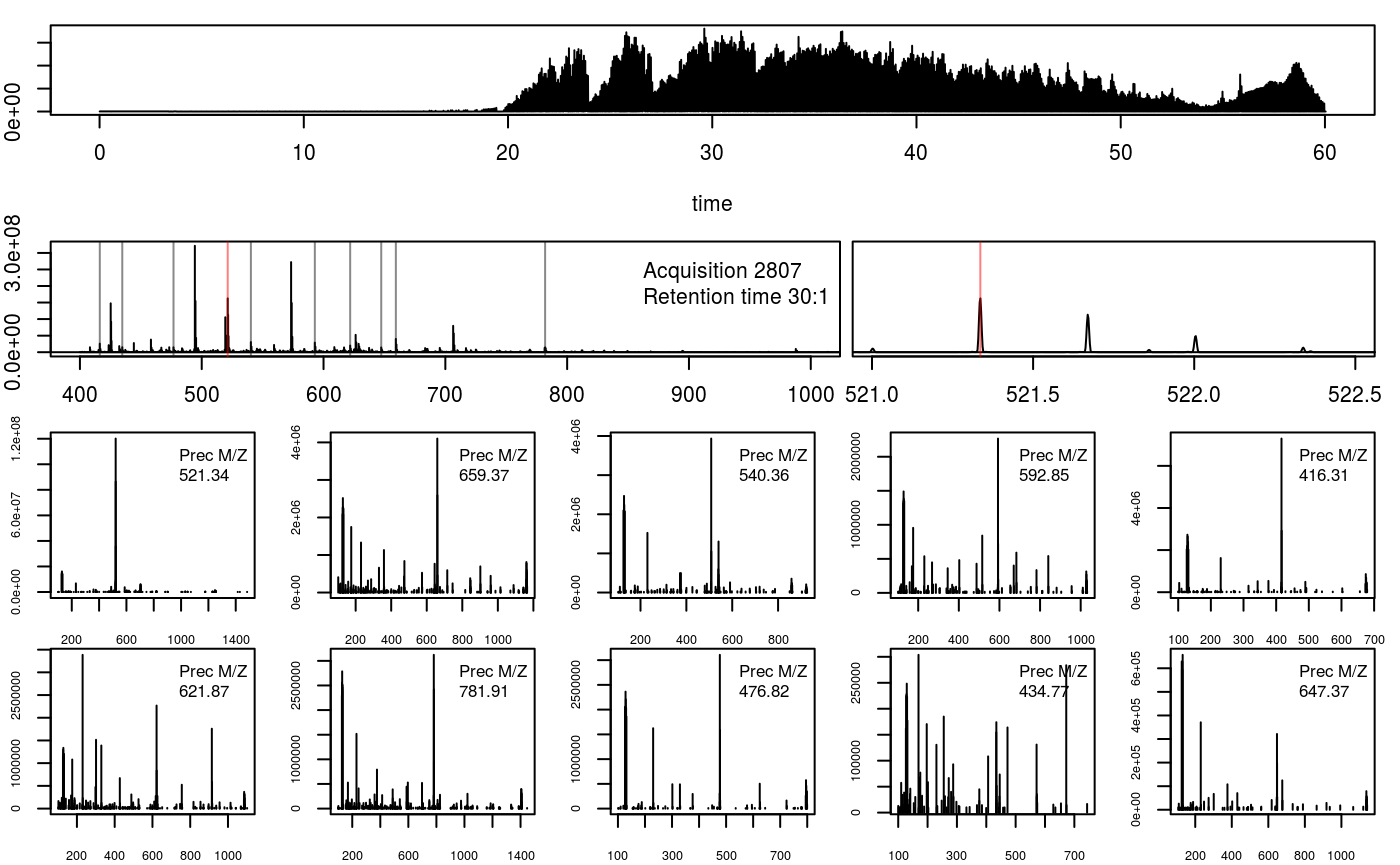 0e+00
0 10 20 30 40 50 60
time
0.0e+00 3.0e+08
Acquisition 2807
Retention time 30:1
400 500 600 700 800 900 1000
521.0 521.5 522.0 522.5
0.0e+00 6.0e+07 1.2e+08
Prec M/Z
521.34
200 600 1000 1400
0e+00 2e+06 4e+06
Prec M/Z
659.37
200 400 600 800 1000
0e+00 2e+06 4e+06
Prec M/Z
540.36
200 400 600 800
0 1000000 2000000
Prec M/Z
592.85
200 400 600 800 1000
0e+00 4e+06
Prec M/Z
416.31
100 200 300 400 500 600 700
0 1000000 2500000
Prec M/Z
621.87
200 400 600 800 1000
0 1000000 2500000
Prec M/Z
781.91
200 600 1000 1400
0 1000000 2500000
Prec M/Z
476.82
100 300 500 700
0 100000 250000
Prec M/Z
434.77
100 300 500 700
0e+00 2e+05 4e+05 6e+05
Prec M/Z
647.37
200 400 600 800 1000